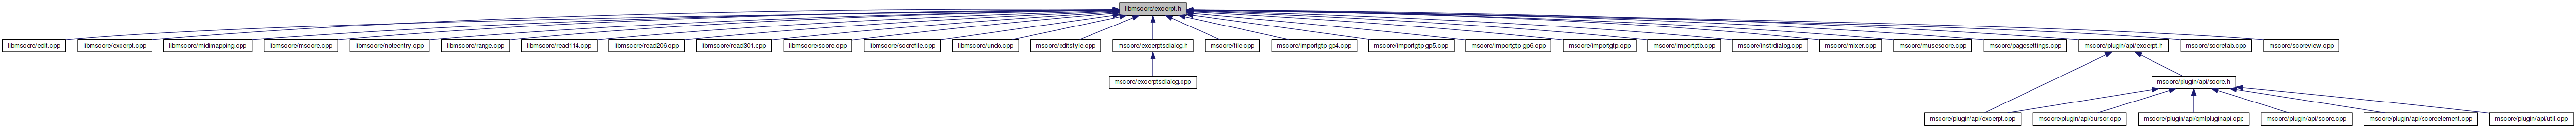 libmscore/excerpt.h
libmscore/edit.cpp
libmscore/excerpt.cpp
libmscore/midimapping.cpp
libmscore/mscore.cpp
libmscore/noteentry.cpp
libmscore/range.cpp
libmscore/read114.cpp
libmscore/read206.cpp
libmscore/read301.cpp
libmscore/score.cpp
libmscore/scorefile.cpp
libmscore/undo.cpp
mscore/editstyle.cpp
mscore/excerptsdialog.h
mscore/file.cpp
mscore/importgtp-gp4.cpp
mscore/importgtp-gp5.cpp
mscore/importgtp-gp6.cpp
mscore/importgtp.cpp
mscore/importptb.cpp
mscore/instrdialog.cpp
mscore/mixer.cpp
mscore/musescore.cpp
mscore/pagesettings.cpp
mscore/plugin/api/excerpt.h
mscore/scoretab.cpp
mscore/scoreview.cpp
mscore/excerptsdialog.cpp
mscore/plugin/api/score.h
mscore/plugin/api/excerpt.cpp
mscore/plugin/api/cursor.cpp
mscore/plugin/api/qmlpluginapi.cpp
mscore/plugin/api/score.cpp
mscore/plugin/api/scoreelement.cpp
mscore/plugin/api/util.cpp